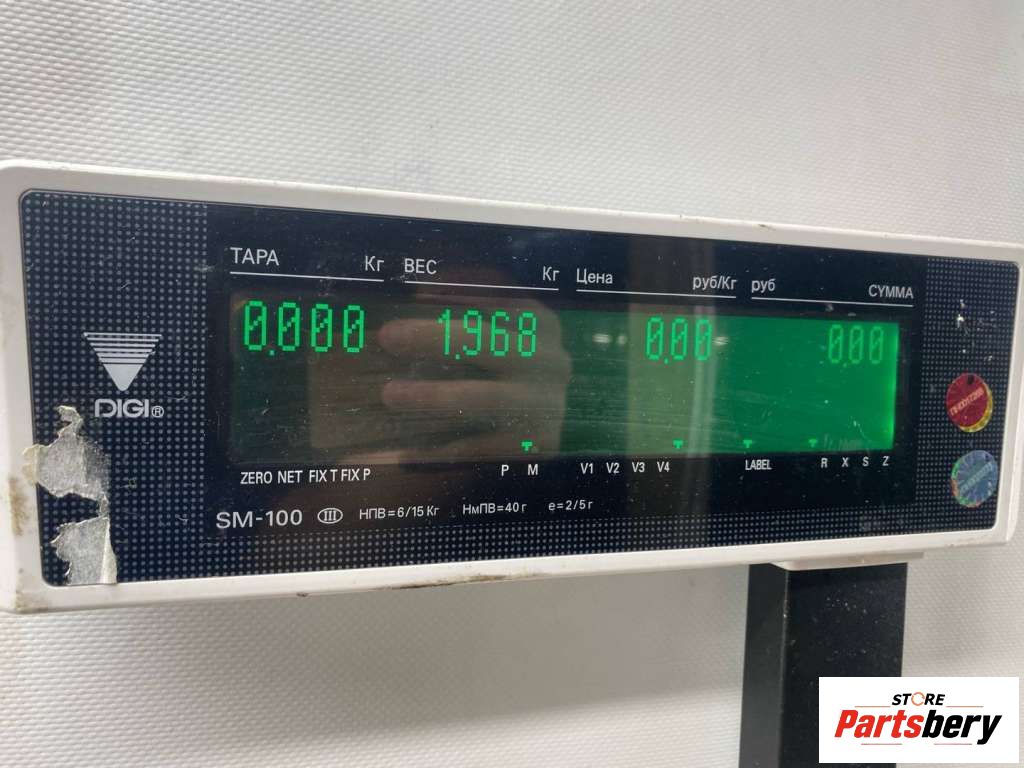 ТАРА Кг ВЕС Кг Цена руб/Кг руб СУММА
0.000 1.968 0.00 0.00
DIGI®
ZERO NET FIX T FIX P P M V1 V2 V3 V4 LABEL R X S Z
SM-100 III НПВ=6/15 Кг НмПВ=40 г e=2/5 г
STORE
Partsbery